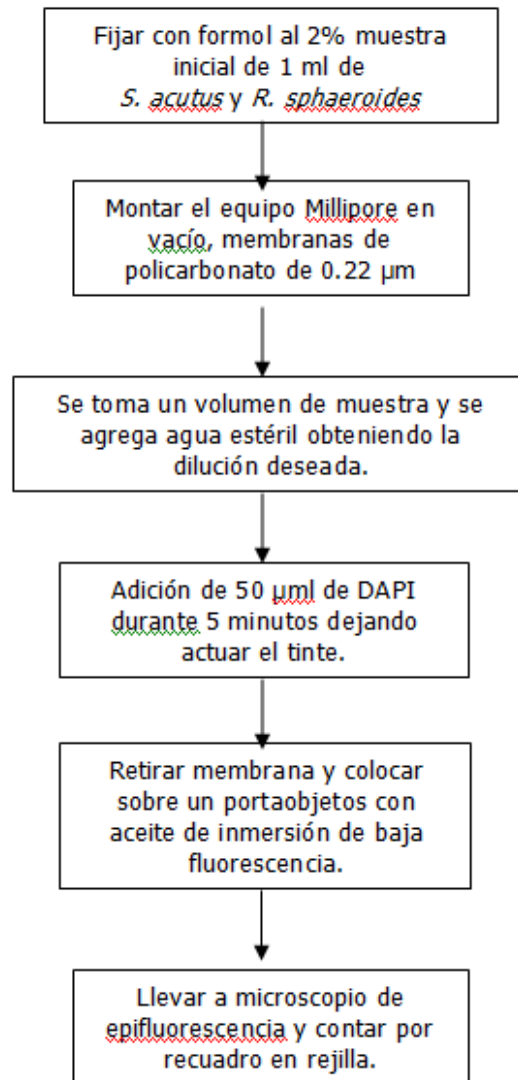 Fijar con formol al 2% muestra
inicial de 1 ml de
S. acutus y R. sphaeroides
Montar el equipo Millipore en
vacío, membranas de
policarbonato de 0.22 µm
Se toma un volumen de muestra y se
agrega agua estéril obteniendo la
dilución deseada.
Adición de 50 µml de DAPI
durante 5 minutos dejando
actuar el tinte.
Retirar membrana y colocar
sobre un portaobjetos con
aceite de inmersión de baja
fluorescencia.
Llevar a microscopio de
epifluorescencia y contar por
recuadro en rejilla.